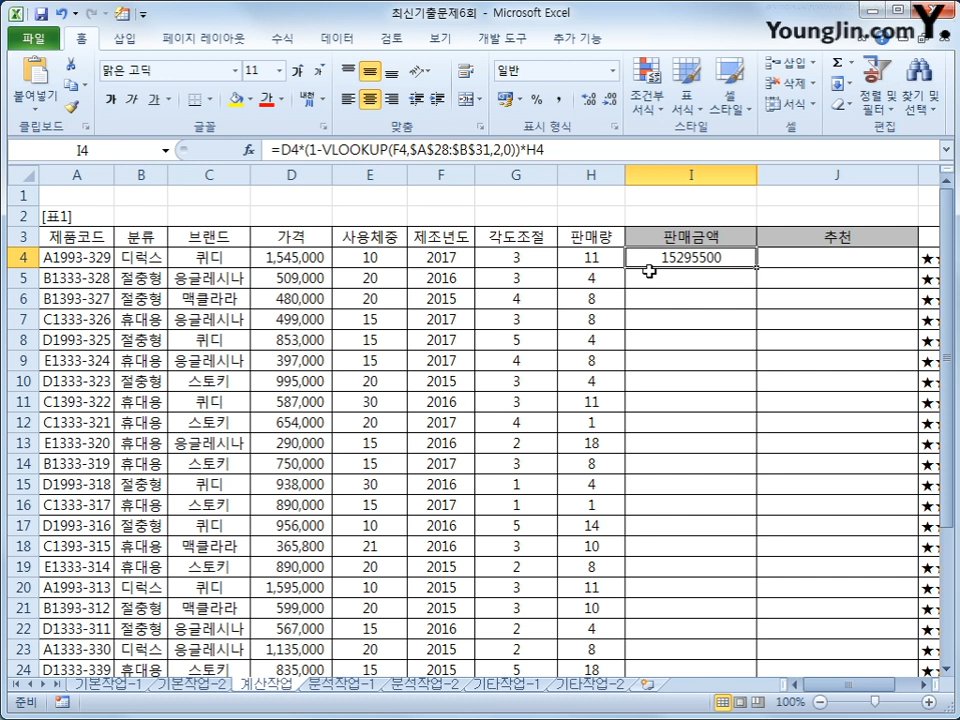 최신기출문제6회 - Microsoft Excel
YoungJin.com Y.
파일 홈 삽입 페이지 레이아웃 수식 데이터 검토 보기 개발 도구 추가 기능
붙여넣기 맑은 고딕 11 일반 조건부 서식 표 서식 셀 스타일 삽입 삭제 서식 정렬 및 필터 찾기 및 선택
가 가 가 가 내천 % ,
클립보드 글꼴 맞춤 표시 형식 스타일 셀 편집
I4 fx =D4*(1-VLOOKUP(F4,$A$28:$B$31,2,0))*H4
A B C D E F G H I J
1
2 [표1]
3 제품코드 분류 브랜드 가격 사용체중 제조년도 각도조절 판매량 판매금액 추천
4 A1993-329 디럭스 퀴디 1,545,000 10 2017 3 11 15295500 ★
5 B1333-328 절충형 응글레시나 509,000 20 2016 3 4 ★
6 B1393-327 절충형 맥클라라 480,000 20 2015 4 8 ★
7 C1333-326 휴대용 응글레시나 499,000 15 2017 3 8 ★
8 D1993-325 절충형 퀴디 853,000 15 2017 5 4 ★
9 E1333-324 휴대용 응글레시나 397,000 15 2017 4 8 ★
10 D1333-323 절충형 스토키 995,000 20 2015 3 4 ★
11 C1393-322 휴대용 퀴디 587,000 30 2016 3 11 ★
12 C1333-321 휴대용 스토키 654,000 20 2017 4 1 ★
13 E1333-320 휴대용 응글레시나 290,000 15 2016 2 18 ★
14 B1333-319 휴대용 스토키 750,000 15 2017 3 8 ★
15 D1993-318 절충형 퀴디 938,000 30 2016 1 4 ★
16 C1333-317 휴대용 스토키 890,000 15 2017 1 1 ★
17 D1993-316 절충형 퀴디 956,000 10 2016 5 14 ★
18 C1393-315 휴대용 맥클라라 365,800 21 2016 3 10 ★
19 E1333-314 휴대용 스토키 890,000 20 2015 2 8 ★
20 A1993-313 디럭스 퀴디 1,595,000 10 2017 3 11 ★
21 B1393-312 절충형 맥클라라 599,000 20 2015 3 10 ★
22 D1333-311 절충형 응글레시나 567,000 15 2016 2 4 ★
23 A1333-330 디럭스 응글레시나 1,135,000 20 2015 2 8 ★
24 D1333-339 휴대용 스토키 835,000 15 2015 5 18 ★
기본작업-1 기본작업-2 계산작업 분석작업-1 분석작업-2 기타작업-1 기타작업-2
준비 100%